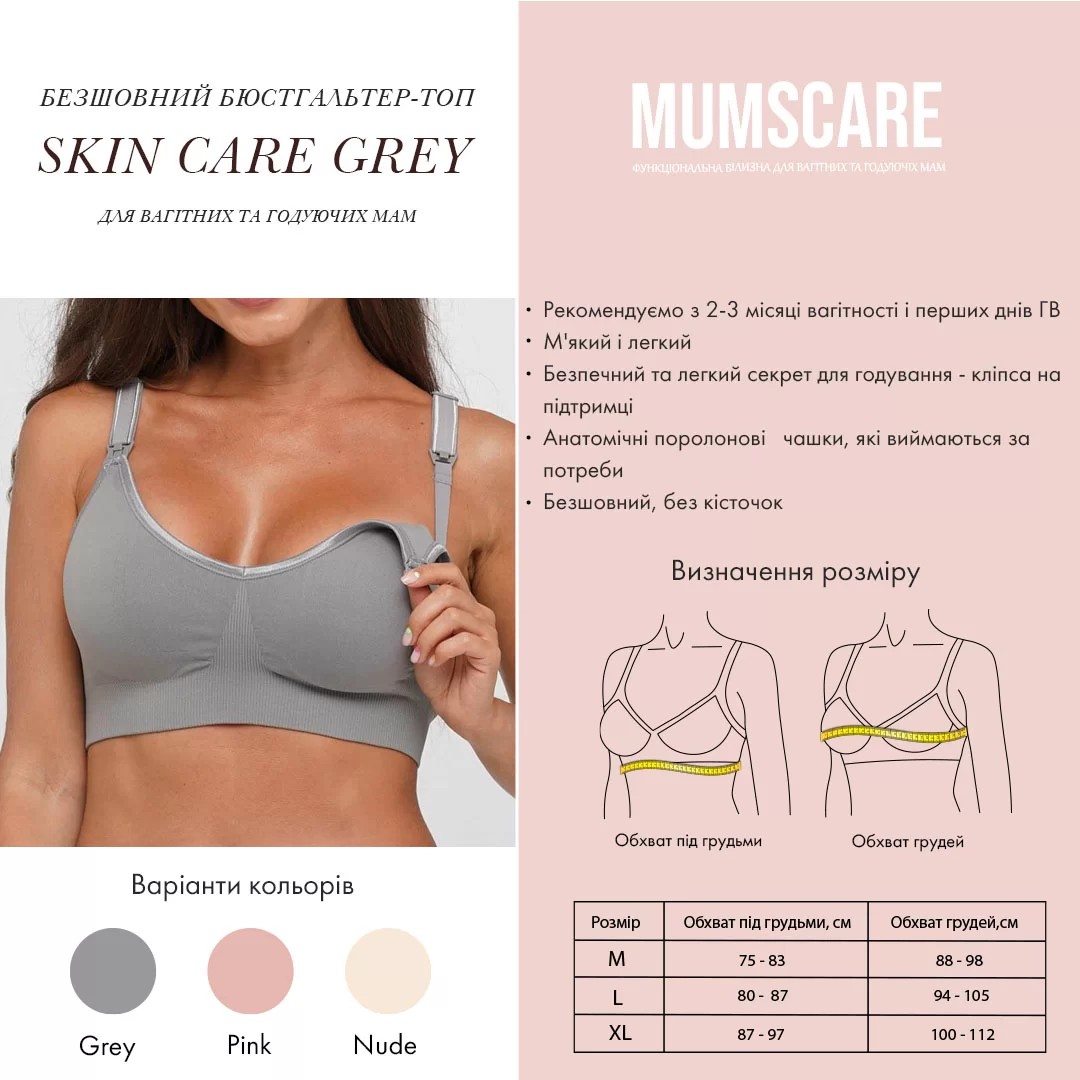 БЕЗШОВНИЙ БЮСТГАЛЬТЕР-ТОП
SKIN CARE GREY
ДЛЯ ВАГІТНИХ ТА ГОДУЮЧИХ МАМ
MUMSCARE
ФУНКЦІОНАЛЬНА БІЛИЗНА ДЛЯ ВАГІТНИХ ТА ГОДУЮЧІХ МАМ
• Рекомендуємо з 2-3 місяці вагітності і перших днів ГВ
• М'який і легкий
• Безпечний та легкий секрет для годування - кліпса на
підтримці
• Анатомічні поролонові чашки, які виймаються за
потреби
• Безшовний, без кісточок
Визначення розміру
Обхват під грудьми
Обхват грудей
Розмір Обхват під грудьми, см Обхват грудей,см
M 75 - 83 88 - 98
L 80 - 87 94 - 105
XL 87 - 97 100 - 112
Варіанти кольорів
Grey Pink Nude